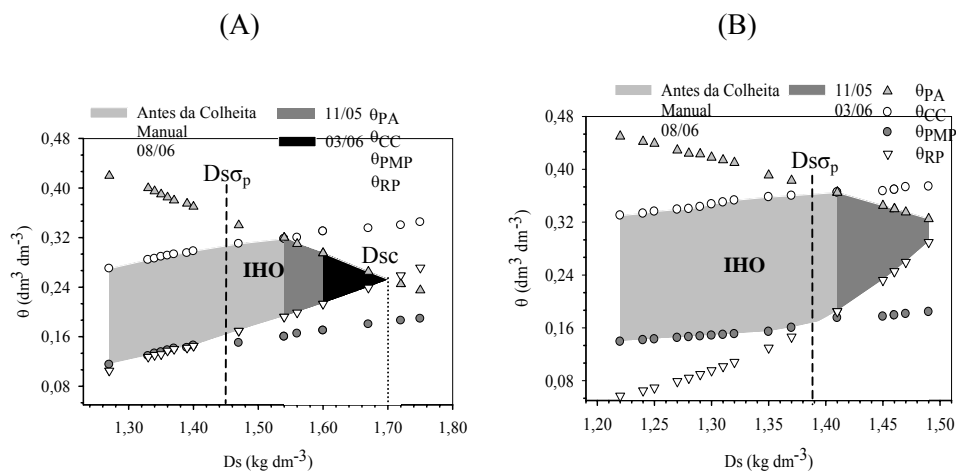 (A)
(B)
Antes da Colheita
Manual
08/06
11/05
03/06
θPA
θCC
θPMP
θRP
0,48
0,40
0,32
0,24
0,16
0,08
θ (dm³ dm⁻³)
Dsσp
Dsc
IHO
1,30 1,40 1,50 1,60 1,70 1,80
Ds (kg dm⁻³)
Antes da Colheita
Manual
08/06
11/05
03/06
θPA
θCC
θPMP
θRP
0,48
0,40
0,32
0,24
0,16
0,08
θ (dm³ dm⁻³)
Dsσp
IHO
1,20 1,25 1,30 1,35 1,40 1,45 1,50
Ds (kg dm⁻³)